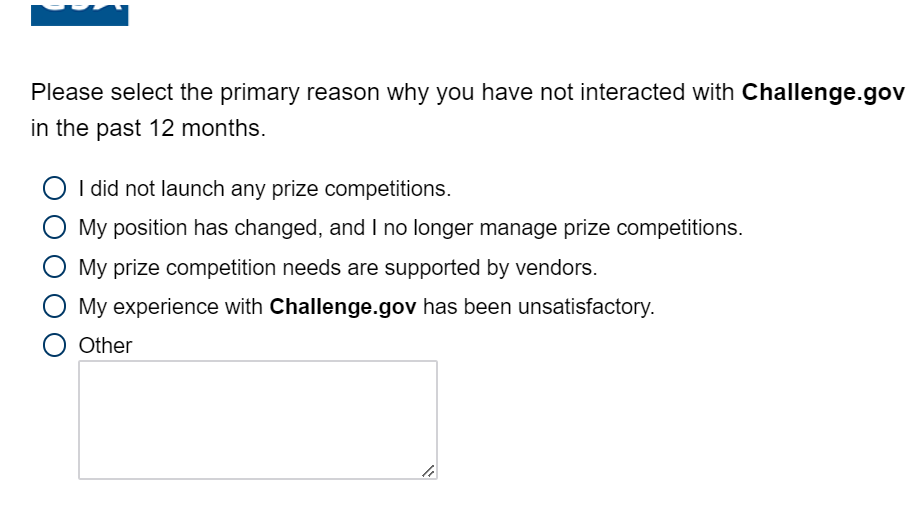 Please select the primary reason why you have not interacted with Challenge.gov
in the past 12 months.
I did not launch any prize competitions.
My position has changed, and I no longer manage prize competitions.
My prize competition needs are supported by vendors.
My experience with Challenge.gov has been unsatisfactory.
Other